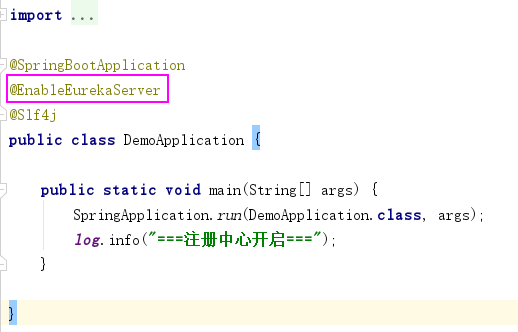 import ...
@SpringBootApplication
@EnableEurekaServer
@Slf4j
public class DemoApplication {
public static void main(String[] args) {
SpringApplication.run(DemoApplication.class, args);
log.info("===注册中心开启===");
}
}